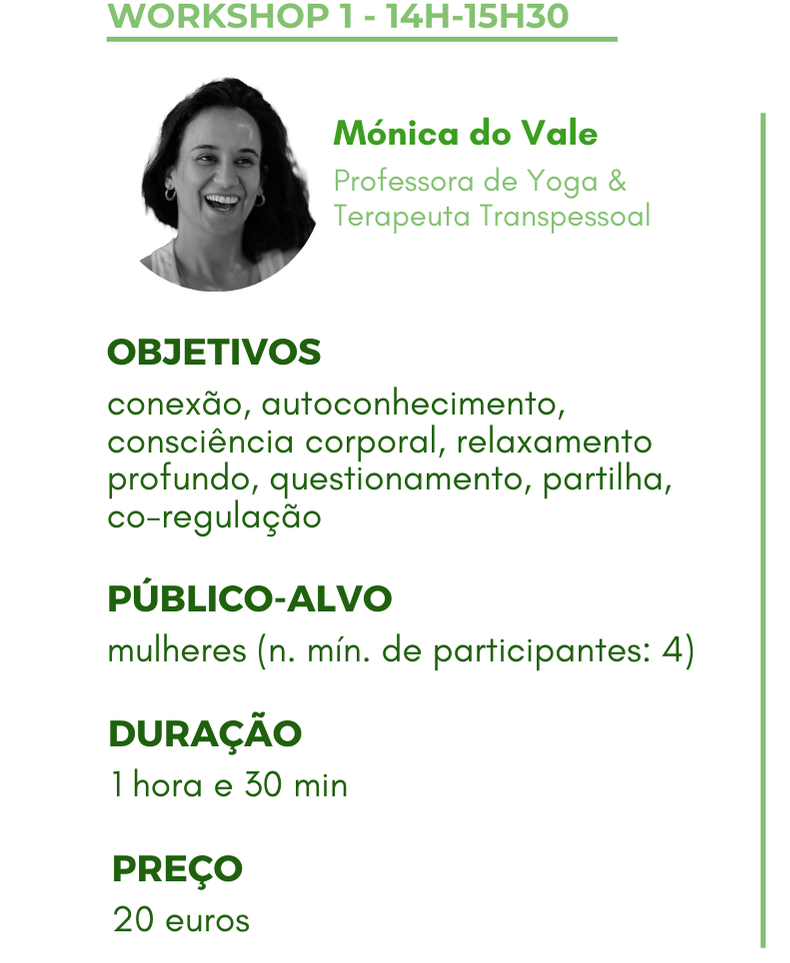 WORKSHOP 1 - 14H-15H30
Mónica do Vale
Professora de Yoga &
Terapeuta Transpessoal
OBJETIVOS
conexão, autoconhecimento,
consciência corporal, relaxamento
profundo, questionamento, partilha,
co-regulação
PÚBLICO-ALVO
mulheres (n. mín. de participantes: 4)
DURAÇÃO
1 hora e 30 min
PREÇO
20 euros